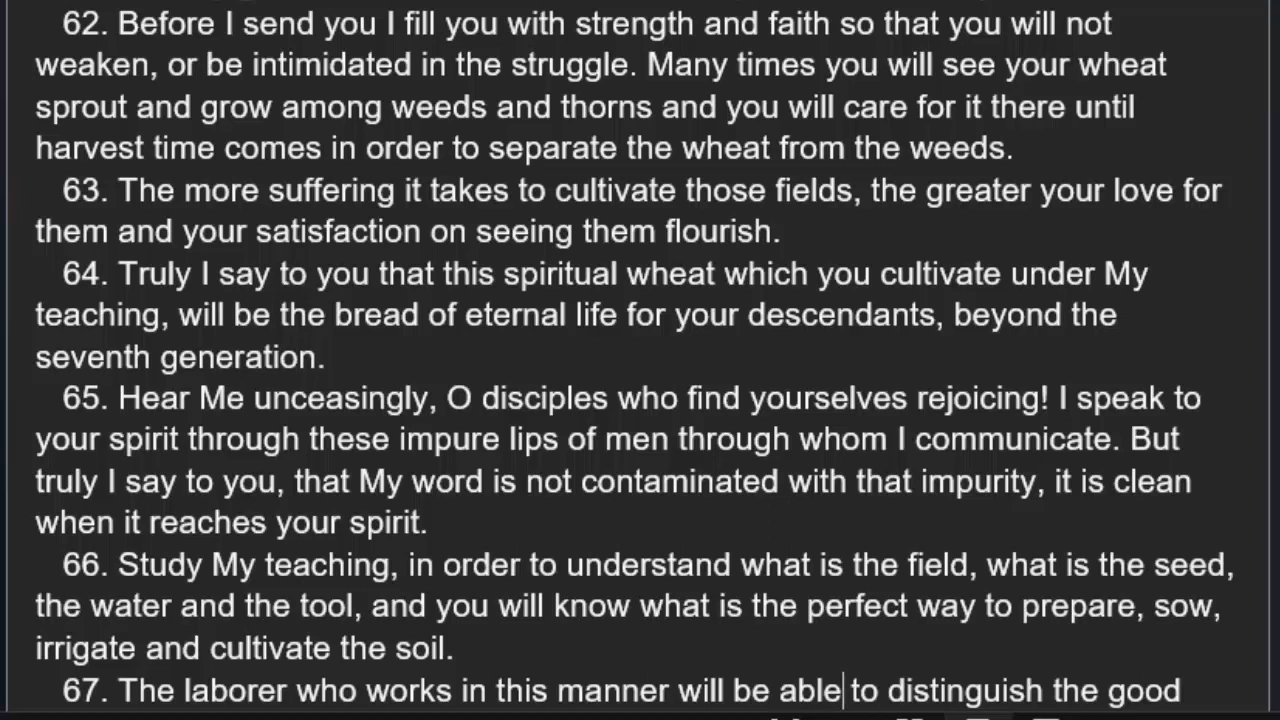 62. Before I send you I fill you with strength and faith so that you will not
weaken, or be intimidated in the struggle. Many times you will see your wheat
sprout and grow among weeds and thorns and you will care for it there until
harvest time comes in order to separate the wheat from the weeds.
63. The more suffering it takes to cultivate those fields, the greater your love for
them and your satisfaction on seeing them flourish.
64. Truly I say to you that this spiritual wheat which you cultivate under My
teaching, will be the bread of eternal life for your descendants, beyond the
seventh generation.
65. Hear Me unceasingly, O disciples who find yourselves rejoicing! I speak to
your spirit through these impure lips of men through whom I communicate. But
truly I say to you, that My word is not contaminated with that impurity, it is clean
when it reaches your spirit.
66. Study My teaching, in order to understand what is the field, what is the seed,
the water and the tool, and you will know what is the perfect way to prepare, sow,
irrigate and cultivate the soil.
67. The laborer who works in this manner will be able to distinguish the good